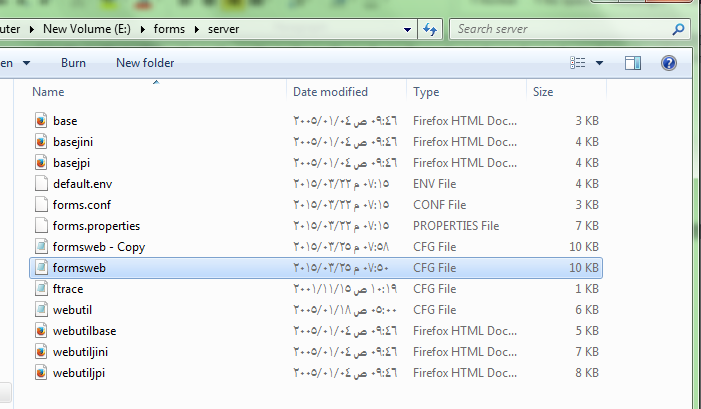 uter ▸ New Volume (E:) ▸ forms ▸ server Search server
en Burn New folder
Name Date modified Type Size
base ٠٩:٤٦ ص ٢٠٠٥/٠١/٠٤ Firefox HTML Doc... 3 KB
basejini ٠٩:٤٦ ص ٢٠٠٥/٠١/٠٤ Firefox HTML Doc... 4 KB
basejpi ٠٩:٤٦ ص ٢٠٠٥/٠١/٠٤ Firefox HTML Doc... 4 KB
default.env ٠٧:١٥ م ٢٠١٥/٠٣/٢٢ ENV File 4 KB
forms.conf ٠٧:١٥ م ٢٠١٥/٠٣/٢٢ CONF File 3 KB
forms.properties ٠٧:١٥ م ٢٠١٥/٠٣/٢٢ PROPERTIES File 7 KB
formsweb - Copy ٠٧:٥٨ م ٢٠١٥/٠٣/٢٥ CFG File 10 KB
formsweb ٠٧:٥٠ م ٢٠١٥/٠٣/٢٥ CFG File 10 KB
ftrace ١٠:١٩ ص ٢٠٠١/١١/١٥ CFG File 1 KB
webutil ٠٥:٠٠ ص ٢٠٠٥/٠١/١٨ CFG File 6 KB
webutilbase ٠٩:٤٦ ص ٢٠٠٥/٠١/٠٤ Firefox HTML Doc... 5 KB
webutiljini ٠٩:٤٦ ص ٢٠٠٥/٠١/٠٤ Firefox HTML Doc... 7 KB
webutiljpi ٠٩:٤٦ ص ٢٠٠٥/٠١/٠٤ Firefox HTML Doc... 8 KB